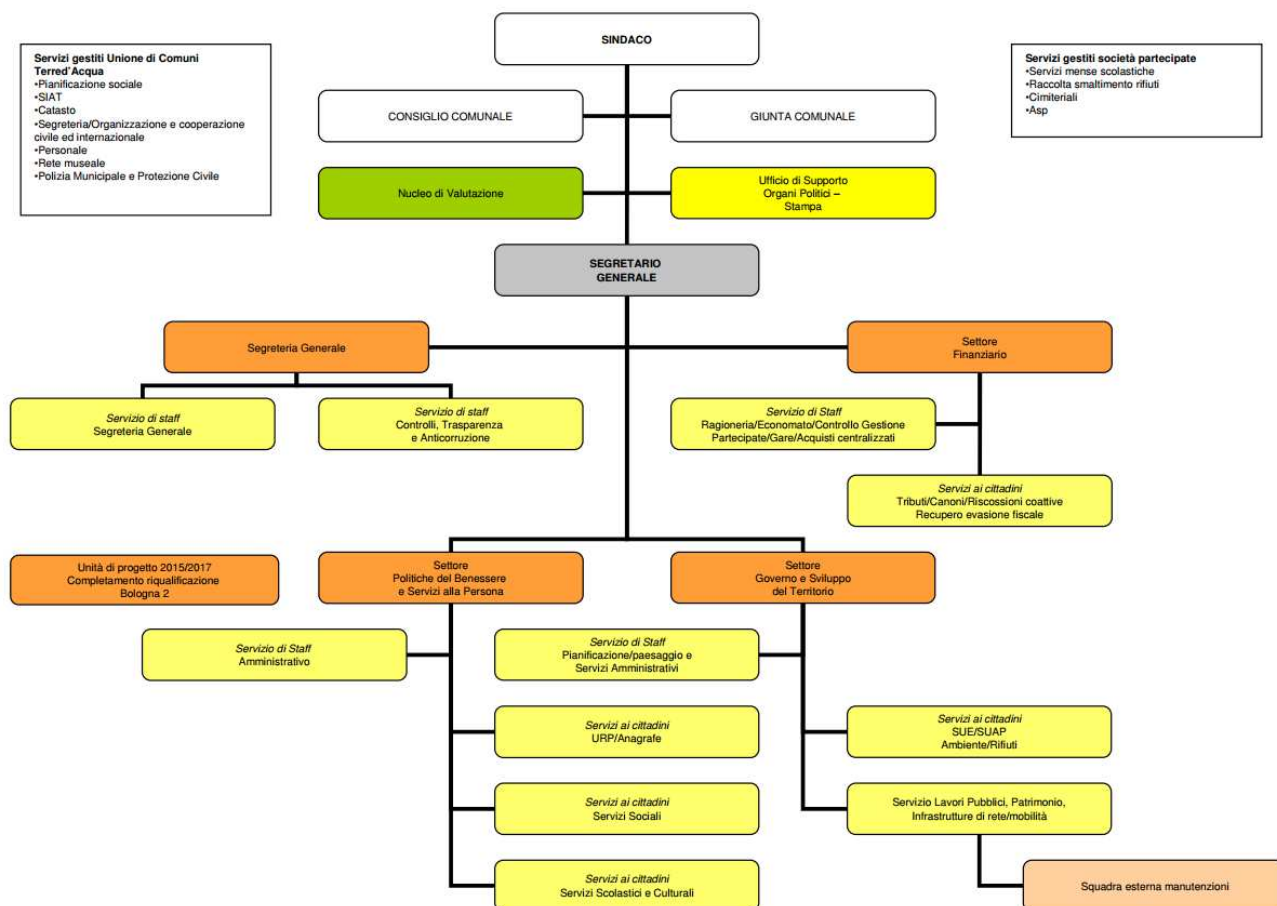 SINDACO
Servizi gestiti Unione di Comuni
Terred'Acqua
•Pianificazione sociale
•SIAT
•Catasto
•Segreteria/Organizzazione e cooperazione
civile ed internazionale
•Personale
•Rete museale
•Polizia Municipale e Protezione Civile
Servizi gestiti società partecipate
•Servizi mense scolastiche
•Raccolta smaltimento rifiuti
•Cimiteriali
•Asp
CONSIGLIO COMUNALE
GIUNTA COMUNALE
Nucleo di Valutazione
Ufficio di Supporto
Organi Politici –
Stampa
SEGRETARIO
GENERALE
Segreteria Generale
Settore
Finanziario
Servizio di staff
Segreteria Generale
Servizio di staff
Controlli, Trasparenza
e Anticorruzione
Servizio di Staff
Ragioneria/Economato/Controllo Gestione
Partecipate/Gare/Acquisti centralizzati
Servizi ai cittadini
Tributi/Canoni/Riscossioni coattive
Recupero evasione fiscale
Unità di progetto 2015/2017
Completamento riqualificazione
Bologna 2
Settore
Politiche del Benessere
e Servizi alla Persona
Settore
Governo e Sviluppo
del Territorio
Servizio di Staff
Amministrativo
Servizio di Staff
Pianificazione/paesaggio e
Servizi Amministrativi
Servizi ai cittadini
URP/Anagrafe
Servizi ai cittadini
SUE/SUAP
Ambiente/Rifiuti
Servizi ai cittadini
Servizi Sociali
Servizio Lavori Pubblici, Patrimonio,
Infrastrutture di rete/mobilità
Servizi ai cittadini
Servizi Scolastici e Culturali
Squadra esterna manutenzioni